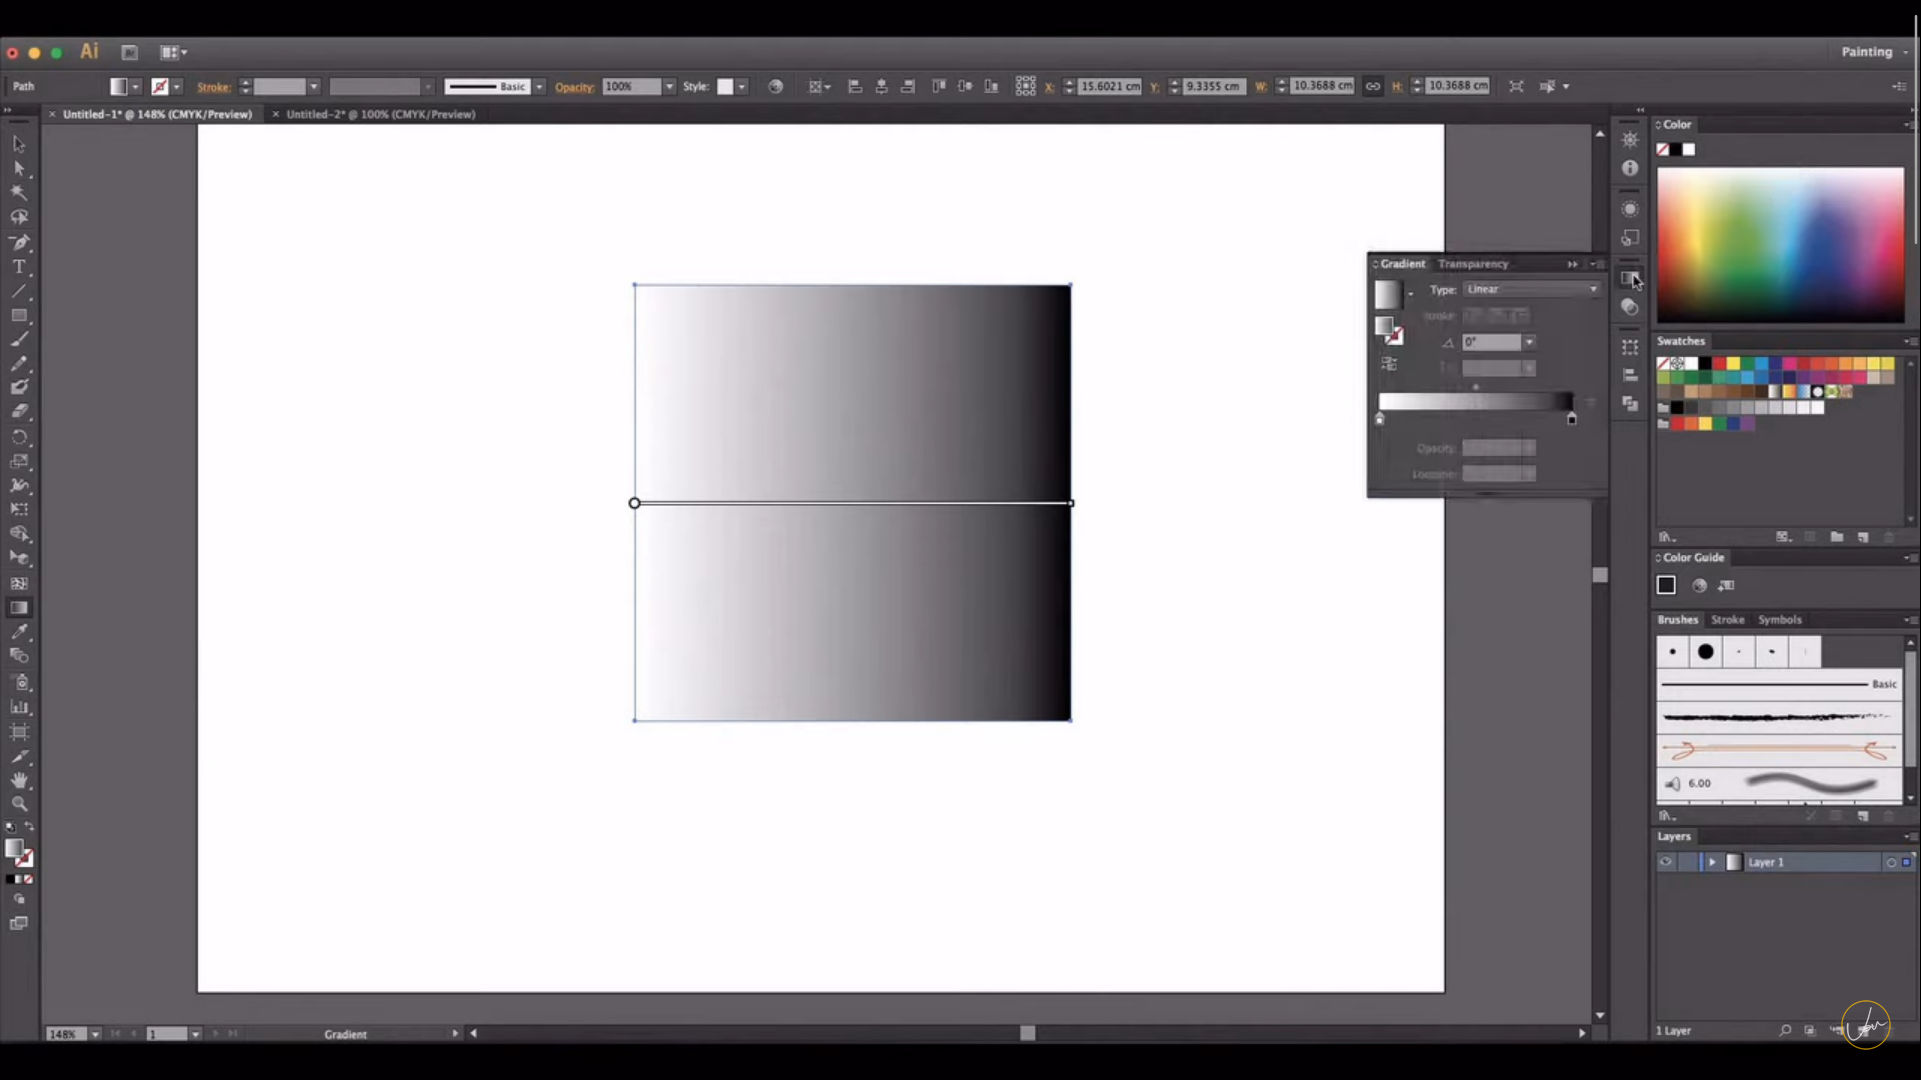 Ai
Painting
Path
Stroke:
Basic
Opacity: 100%
Style:
X: 15.6021 cm
Y: 9.3355 cm
W: 10.3688 cm
H: 10.3688 cm
× Untitled-1* @ 148% (CMYK/Preview)
× Untitled-2* @ 100% (CMYK/Preview)
Color
Gradient
Transparency
Type: Linear
Stroke:
0°
Opacity:
Location:
Swatches
Color Guide
Brushes
Stroke
Symbols
Basic
6.00
Layers
Layer 1
1 Layer
148%
1
Gradient